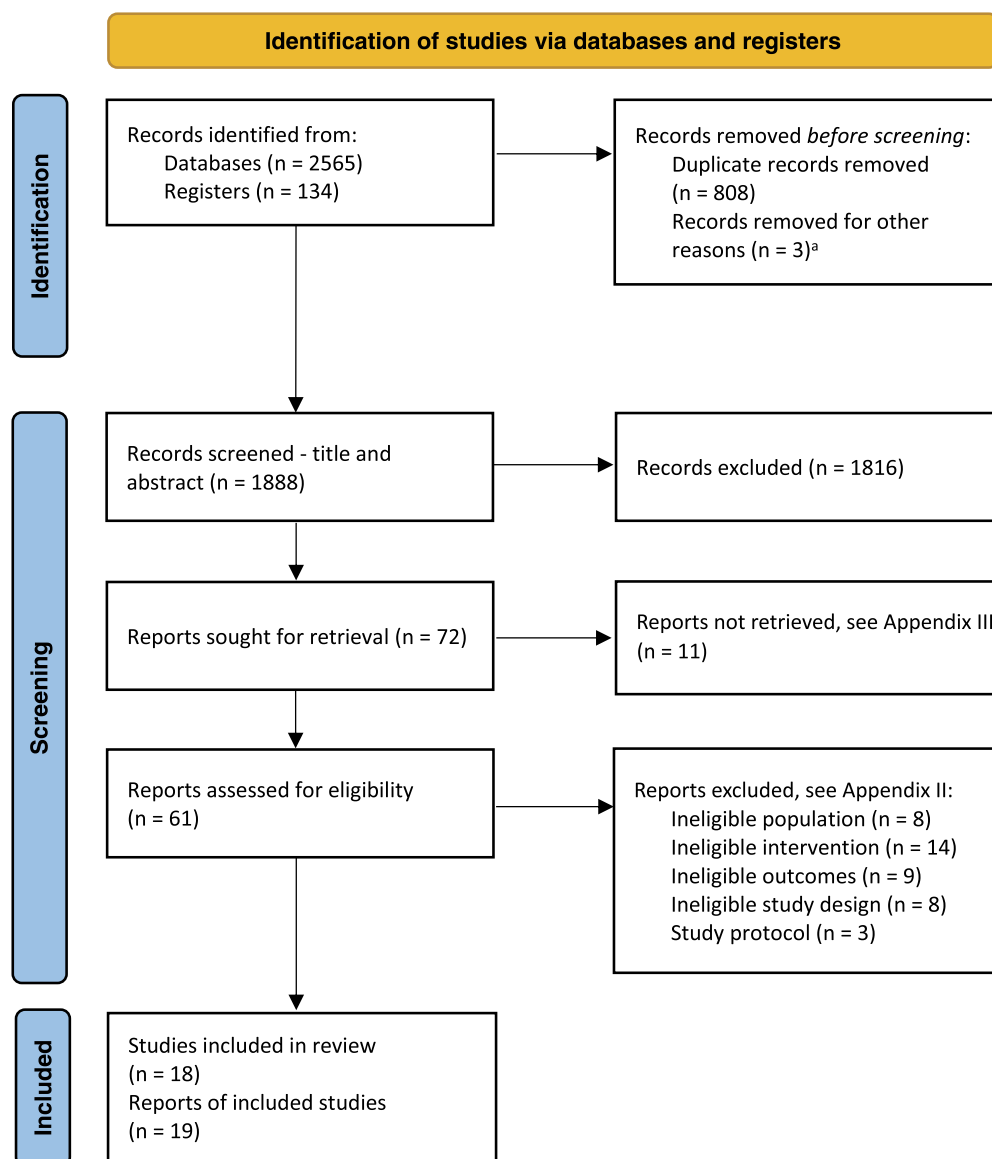 Identification of studies via databases and registers
Identification
Records identified from:
Databases (n = 2565)
Registers (n = 134)
Records removed before screening:
Duplicate records removed
(n = 808)
Records removed for other
reasons (n = 3)ᵃ
Screening
Records screened - title and
abstract (n = 1888)
Records excluded (n = 1816)
Reports sought for retrieval (n = 72)
Reports not retrieved, see Appendix III
(n = 11)
Reports assessed for eligibility
(n = 61)
Reports excluded, see Appendix II:
Ineligible population (n = 8)
Ineligible intervention (n = 14)
Ineligible outcomes (n = 9)
Ineligible study design (n = 8)
Study protocol (n = 3)
Included
Studies included in review
(n = 18)
Reports of included studies
(n = 19)